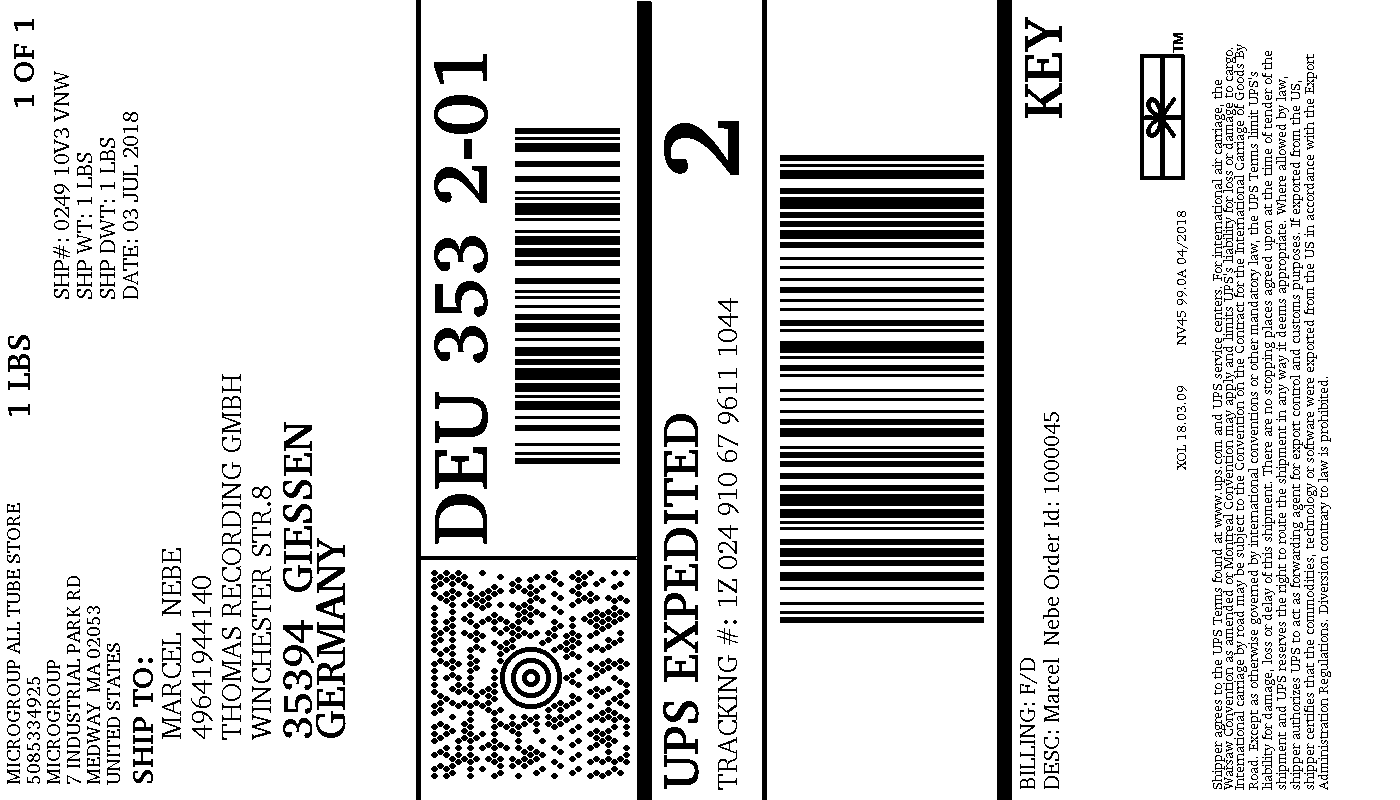 MICROGROUP ALL TUBE STORE
5085334925
MICROGROUP
7 INDUSTRIAL PARK RD
MEDWAY MA 02053
UNITED STATES
1 LBS
1 OF 1
SHP#: 0249 10V3 VNW
SHP WT: 1 LBS
SHP DWT: 1 LBS
DATE: 03 JUL 2018
SHIP TO:
MARCEL NEBE
49641944140
THOMAS RECORDING GMBH
WINCHESTER STR.8
35394 GIESSEN
GERMANY
DEU 353 2-01
UPS EXPEDITED
2
TRACKING #: 1Z 024 910 67 9611 1044
BILLING: F/D
DESC: Marcel Nebe Order Id: 1000045
KEY
TM
XOL 18.03.09 NV45 99.0A 04/2018
Shipper agrees to the UPS Terms found at www.ups.com and UPS service centers. For international air carriage, the
Warsaw Convention as amended or Montreal Convention may apply and limits UPS's liability for loss or damage to cargo.
International carriage by road may be subject to the Convention on the Contract for the International Carriage of Goods By
Road. Except as otherwise governed by international conventions or other mandatory law, the UPS Terms limit UPS's
liability for damage, loss or delay of this shipment. There are no stopping places agreed upon at the time of tender of the
shipment and UPS reserves the right to route the shipment in any way it deems appropriate. Where allowed by law,
shipper authorizes UPS to act as forwarding agent for export control and customs purposes. If exported from the US,
shipper certifies that the commodities, technology or software were exported from the US in accordance with the Export
Administration Regulations. Diversion contrary to law is prohibited.